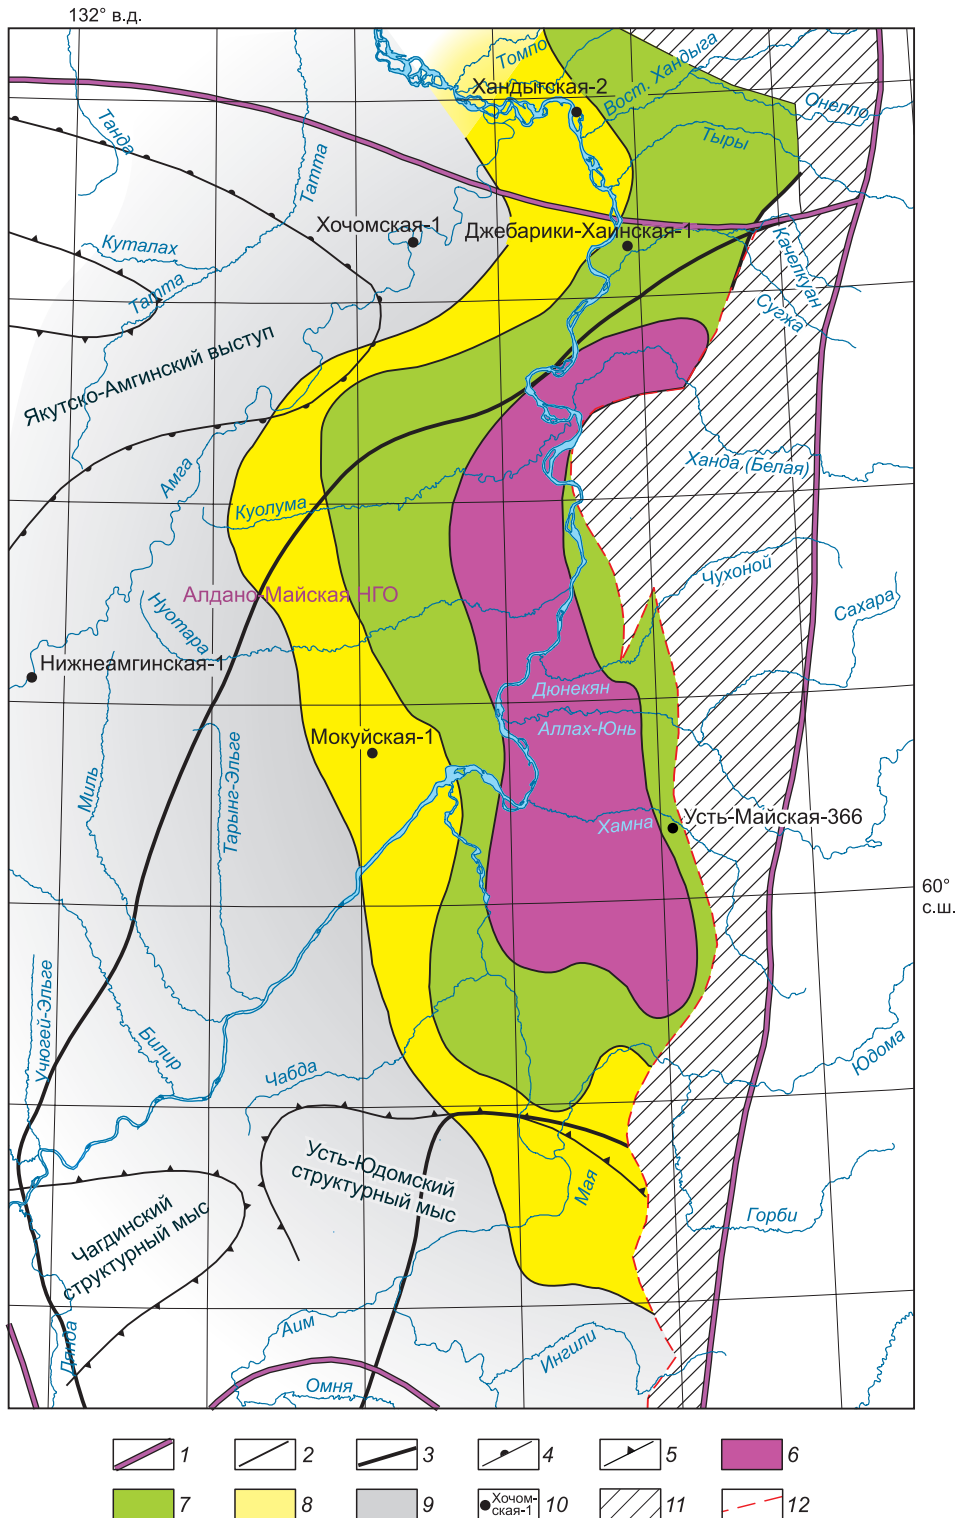 132° в.д.
Томпо
Хандыгская-2
Вост. Хандыга
Онелло
Танда
Татта
Тыры
Хочомская-1
Джебарики-Хаинская-1
Куталах
Татта
Качелкуан
Сугжа
Якутско-Амгинский выступ
Амга
Ханда (Белая)
Куолума
Чухоной
Алдано-Майская НГО
Нуотара
Сахара
Нижнеамгинская-1
Дюнекян
Аллах-Юнь
Мокуйская-1
Миль
Тарынг-Эльге
Хамна
Усть-Майская-366
60°
с.ш.
Учюгей-Эльге
Билир
Чабда
Юдома
Усть-Юдомский
структурный мыс
Мая
Чагдинский
структурный мыс
Горби
Аим
Ингили
Омня
1
2
3
4
5
6
7
8
9
Хочом-
ская-1
10
11
12